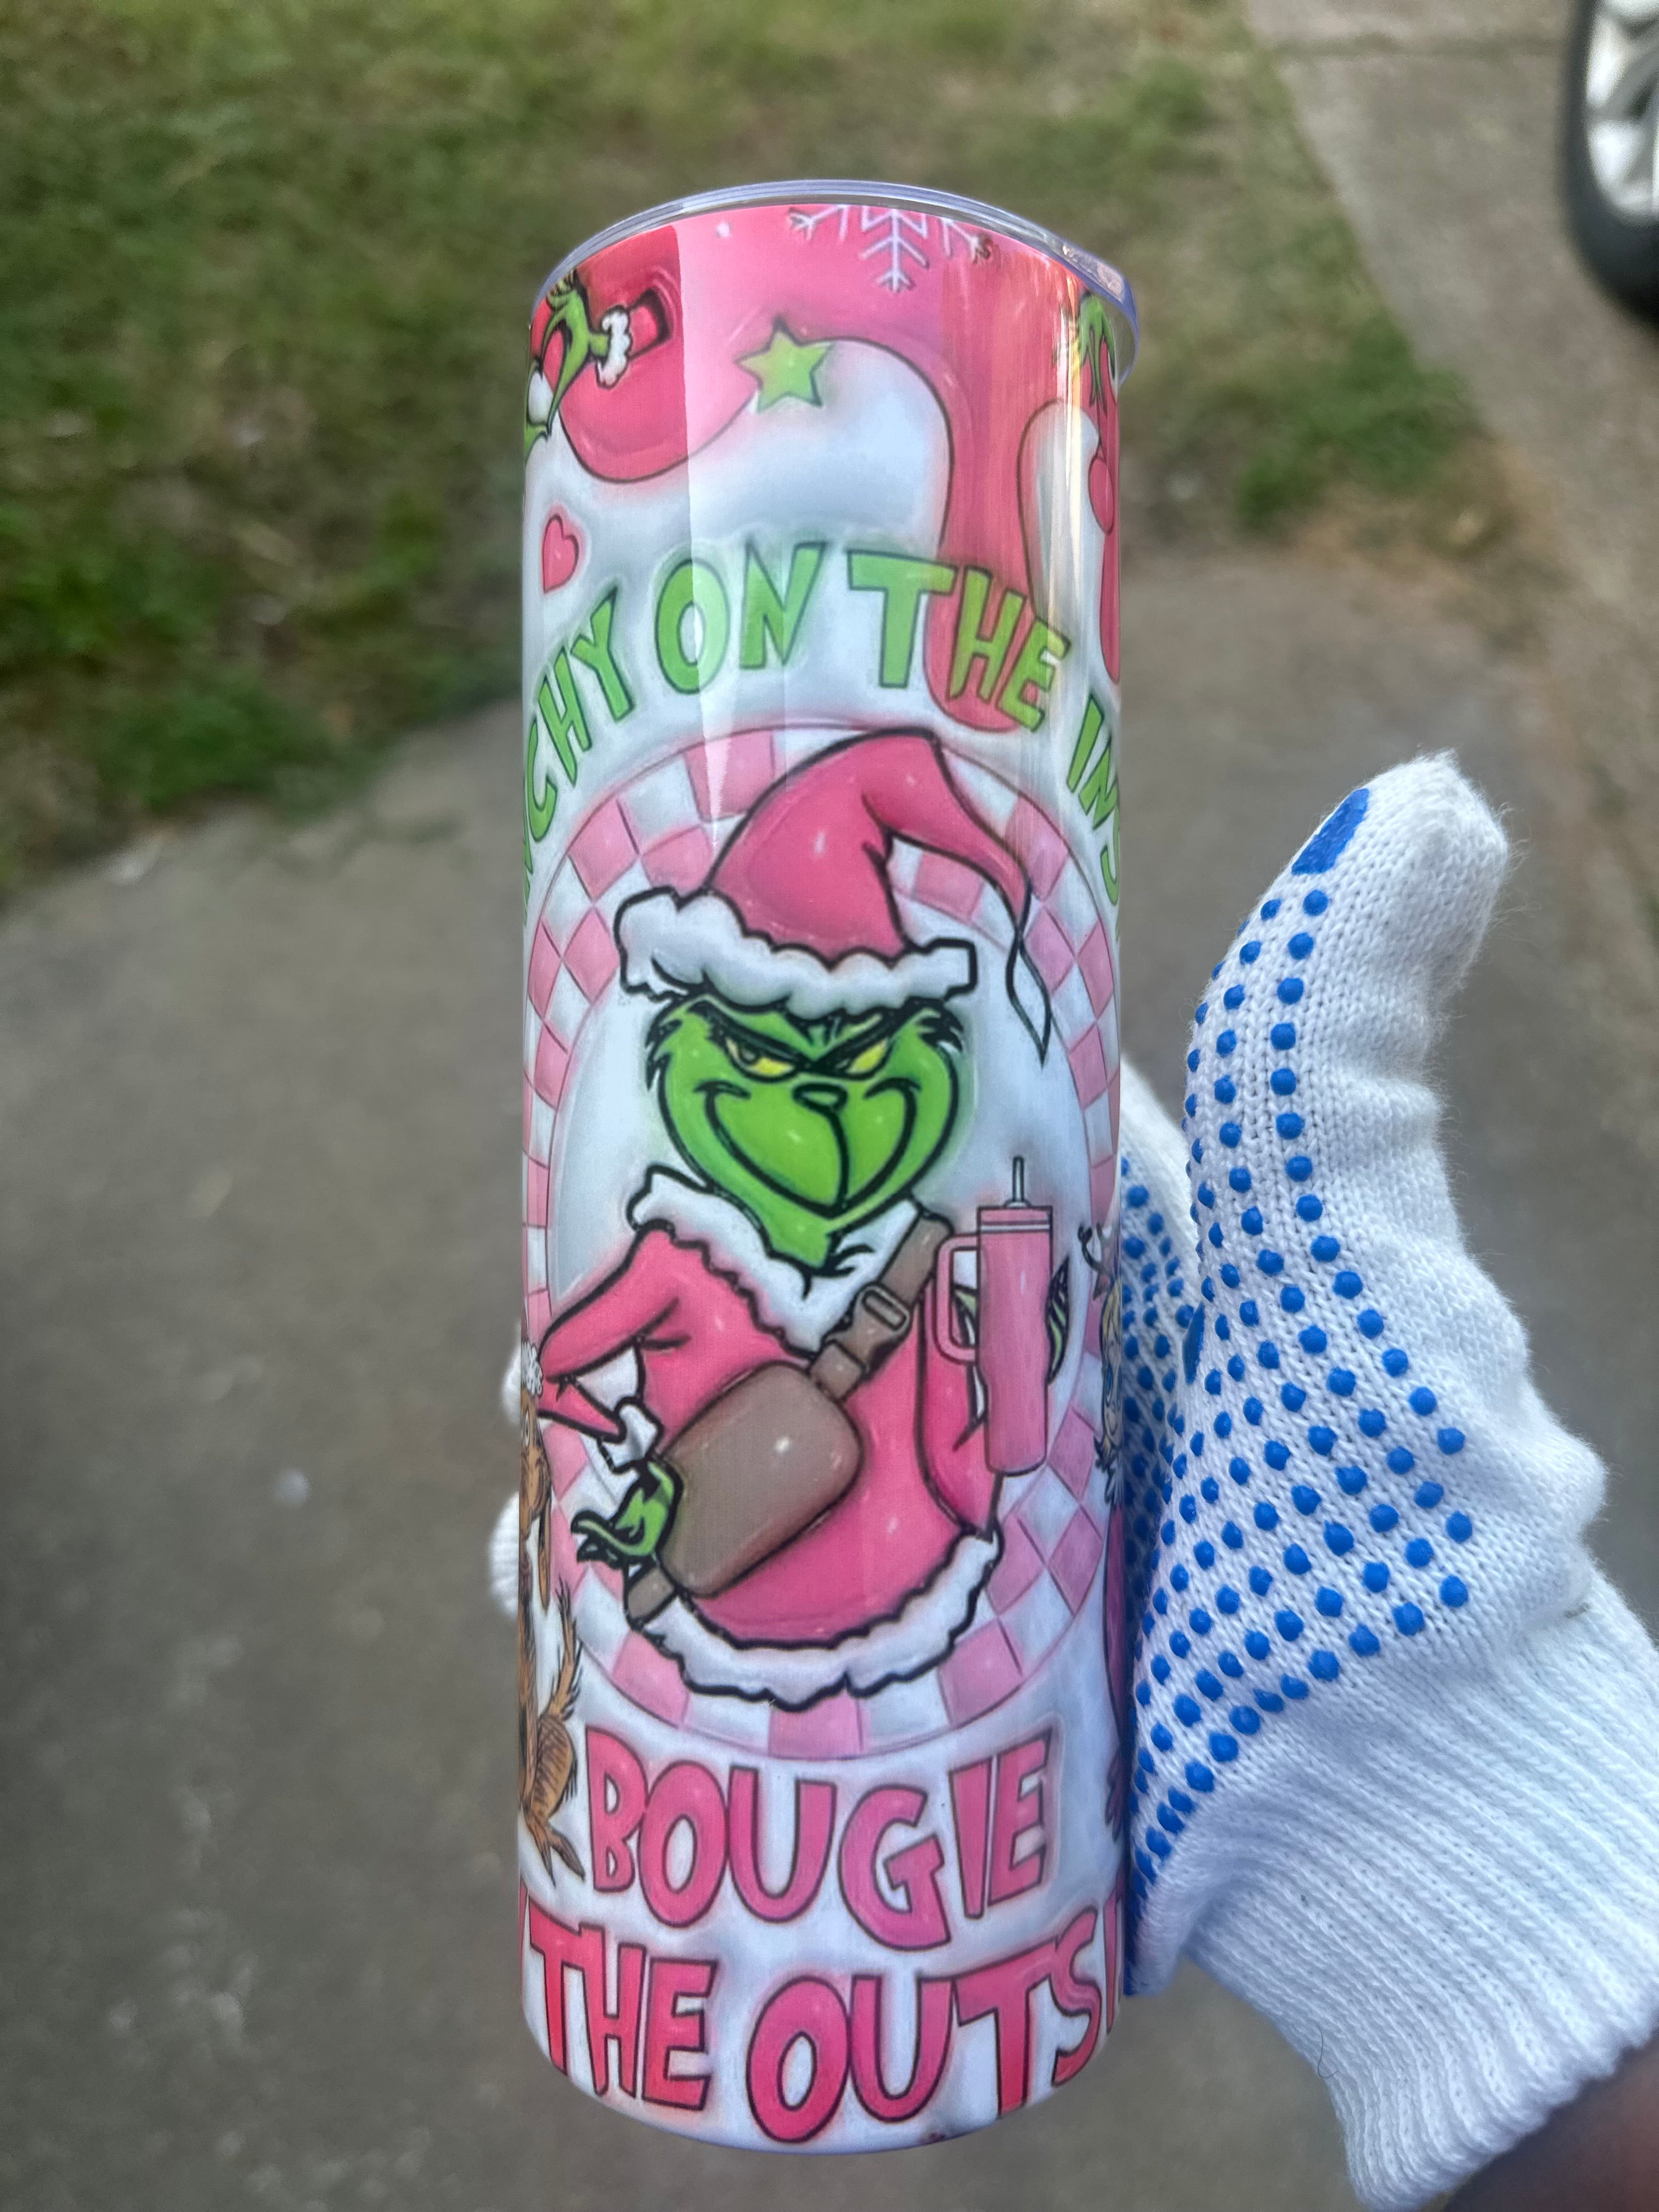 CHY ON THE INS
BOUGIE
THE OUTS